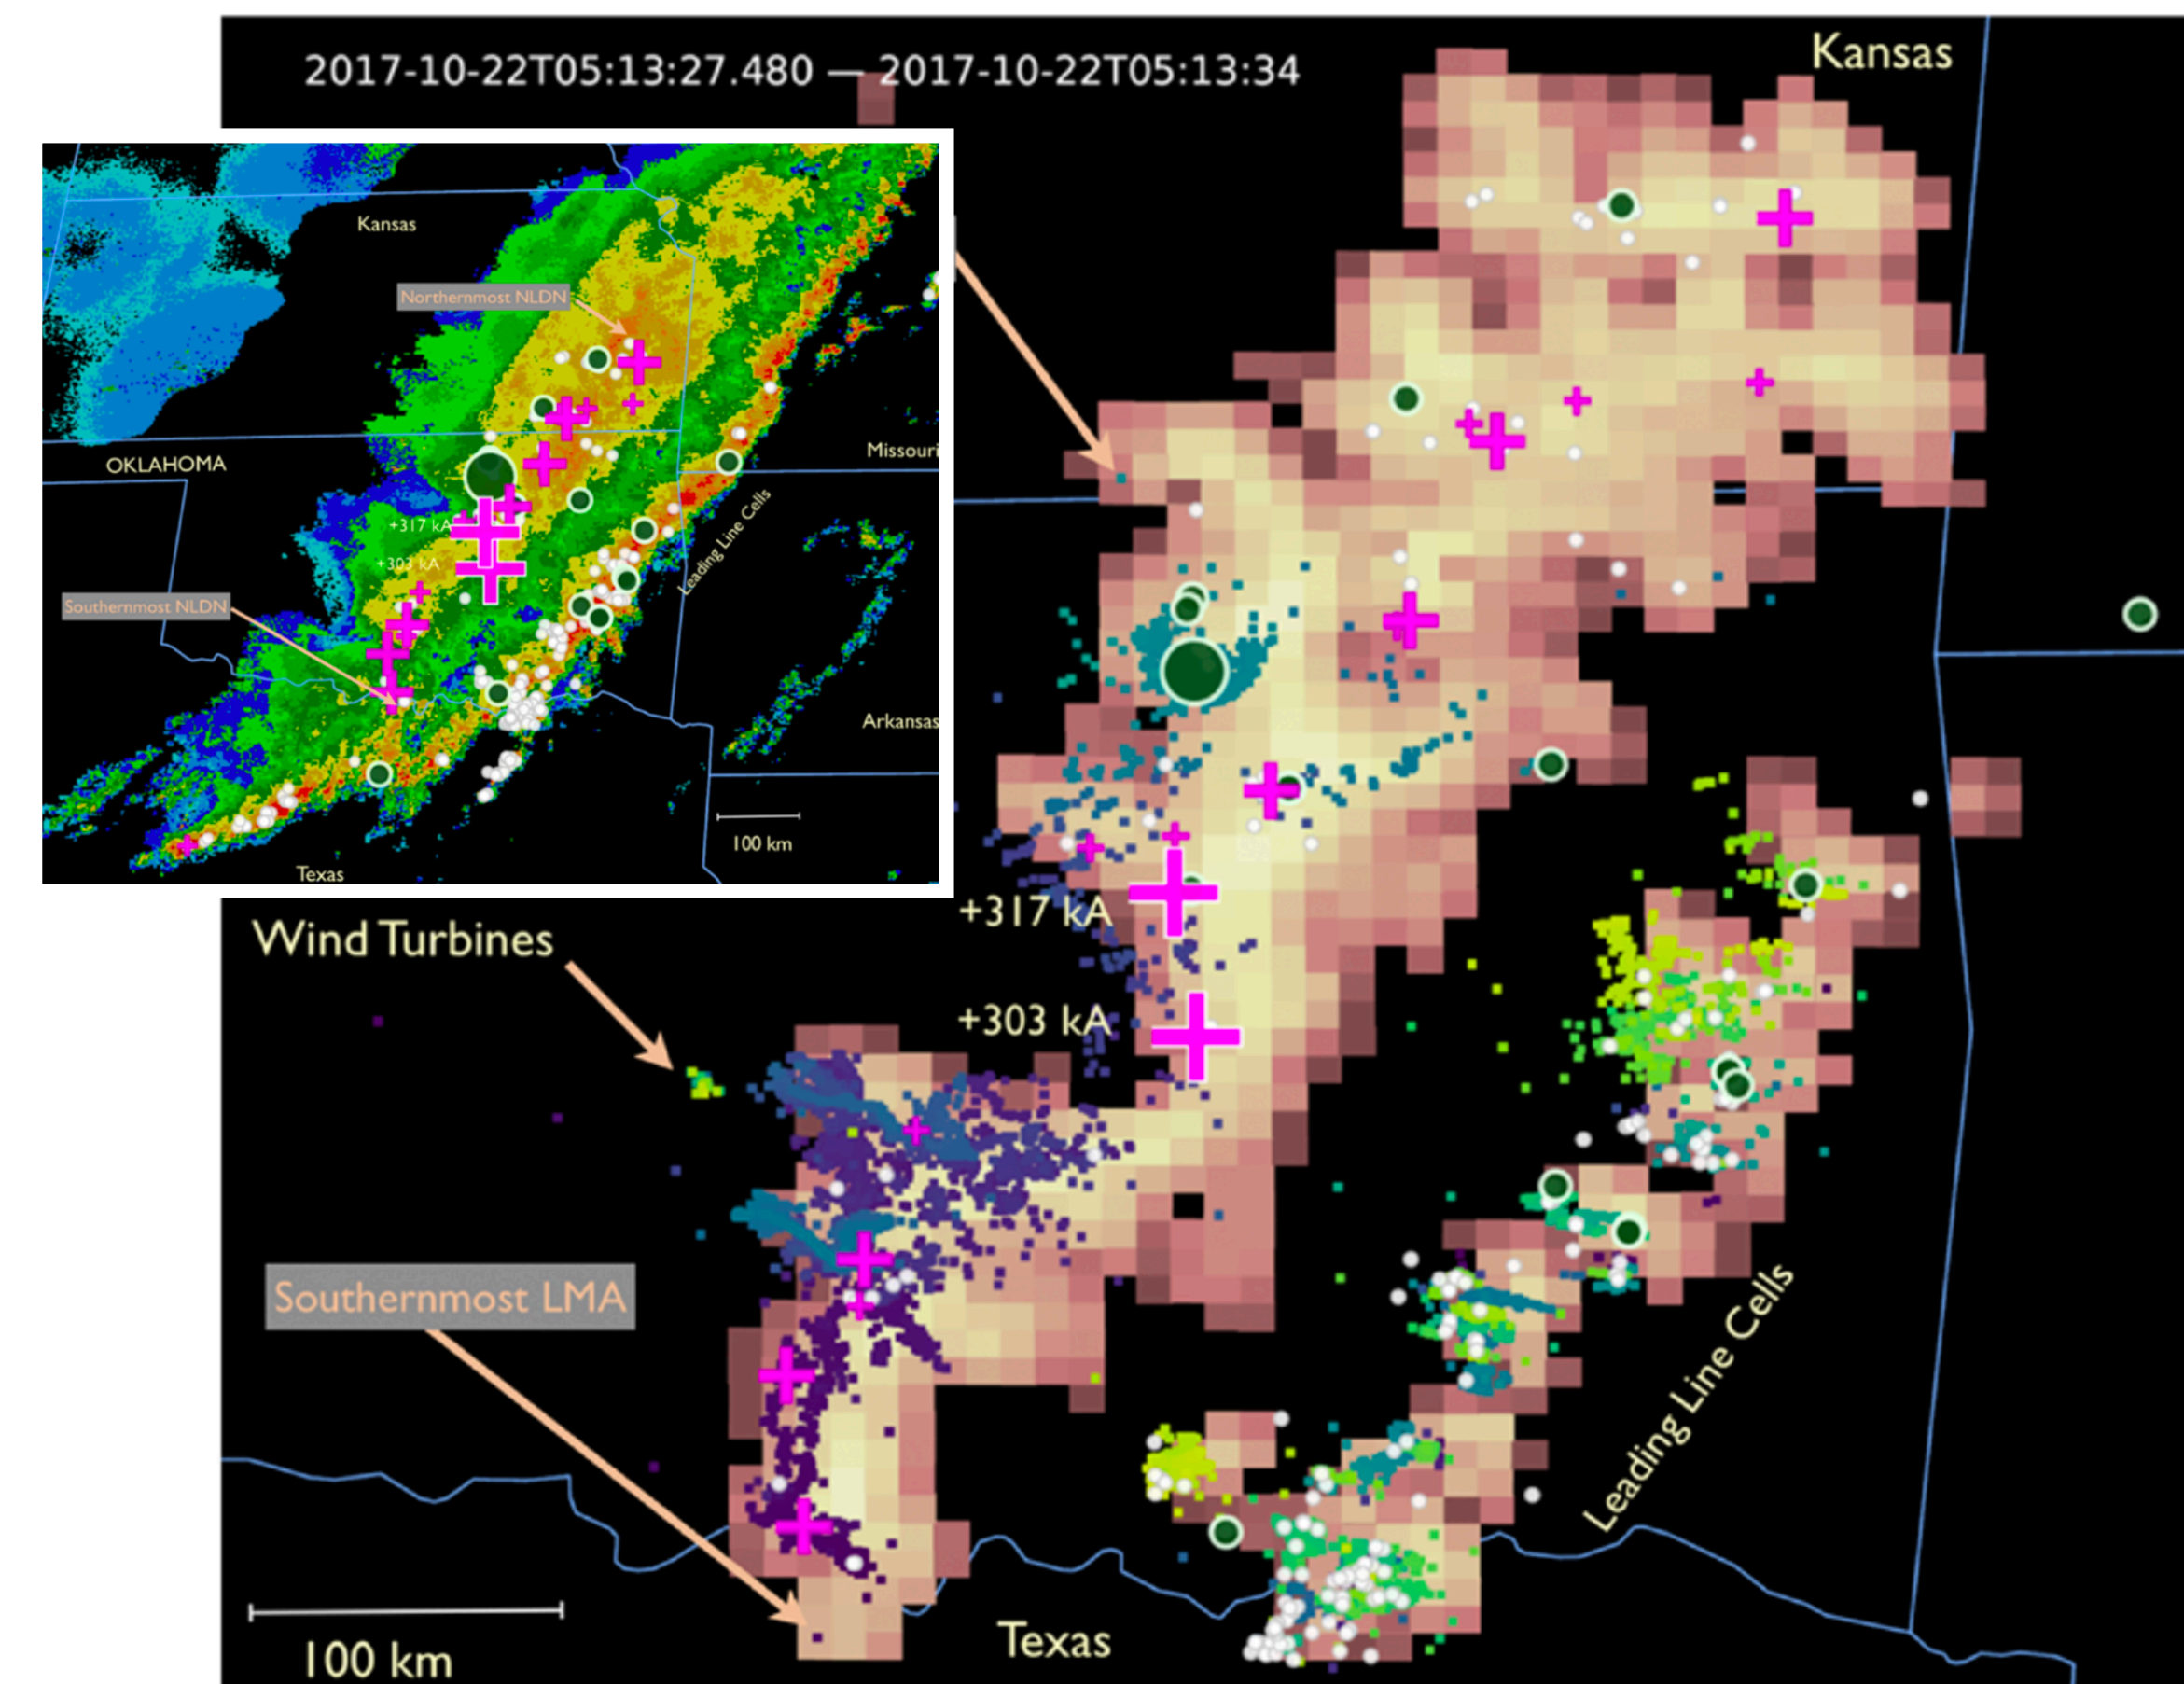 2017-10-22T05:13:27.480 — 2017-10-22T05:13:34
Kansas
Kansas
Northernmost NLDN
OKLAHOMA
Missouri
+317 kA
+303 kA
Southernmost NLDN
Leading Line Cells
Arkansas
100 km
Texas
Wind Turbines
+317 kA
+303 kA
Southernmost LMA
Leading Line Cells
100 km
Texas